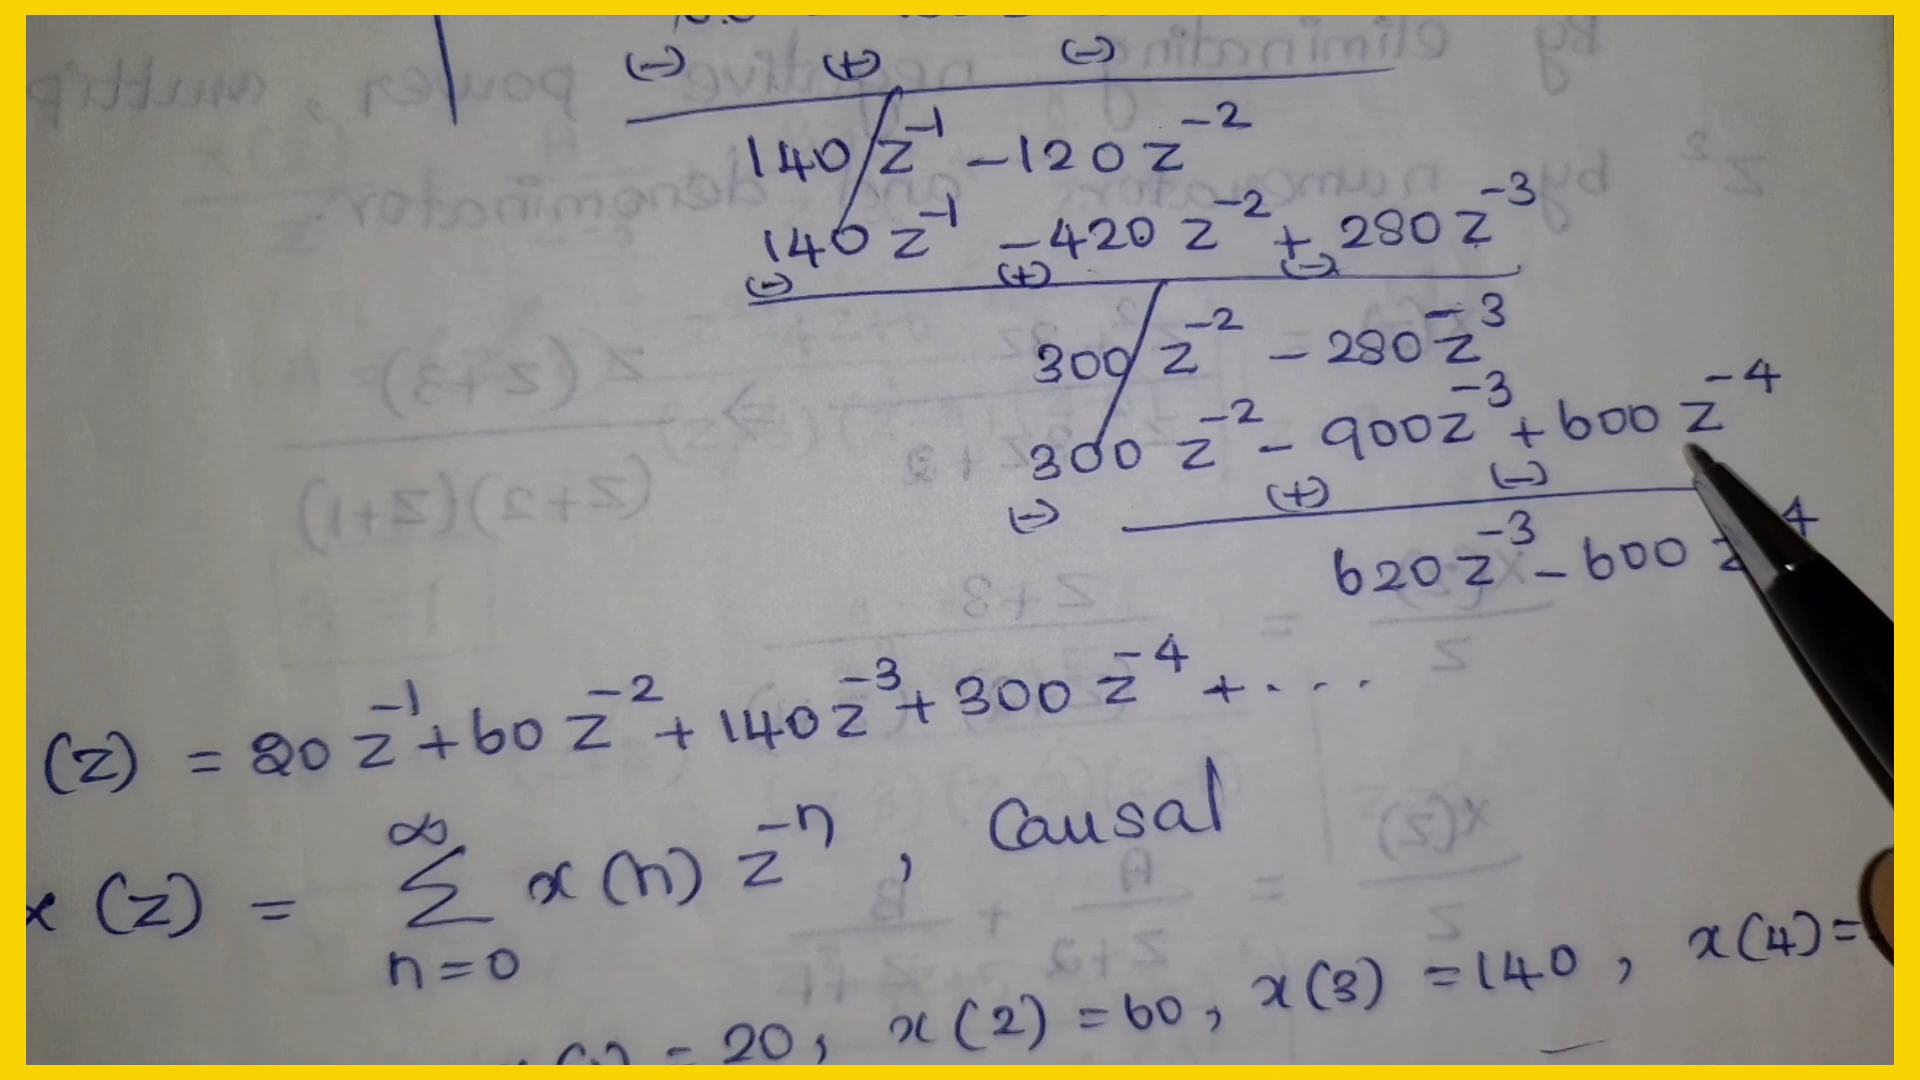 (-) (+) (-)
140 z⁻¹ - 120 z⁻²
140 z⁻¹ - 420 z⁻² + 280 z⁻³
(-) (+) (-)
300 z⁻² - 280 z⁻³
300 z⁻² - 900 z⁻³ + 600 z⁻⁴
(-) (+) (-)
620 z⁻³ - 600 z⁻⁴
(z) = 20 z⁻¹ + 60 z⁻² + 140 z⁻³ + 300 z⁻⁴ + ....
x (z) = ∞ Σ n=0 x (n) z⁻ⁿ , Causal
= 20, x (2) = 60, x (3) = 140, x (4) =